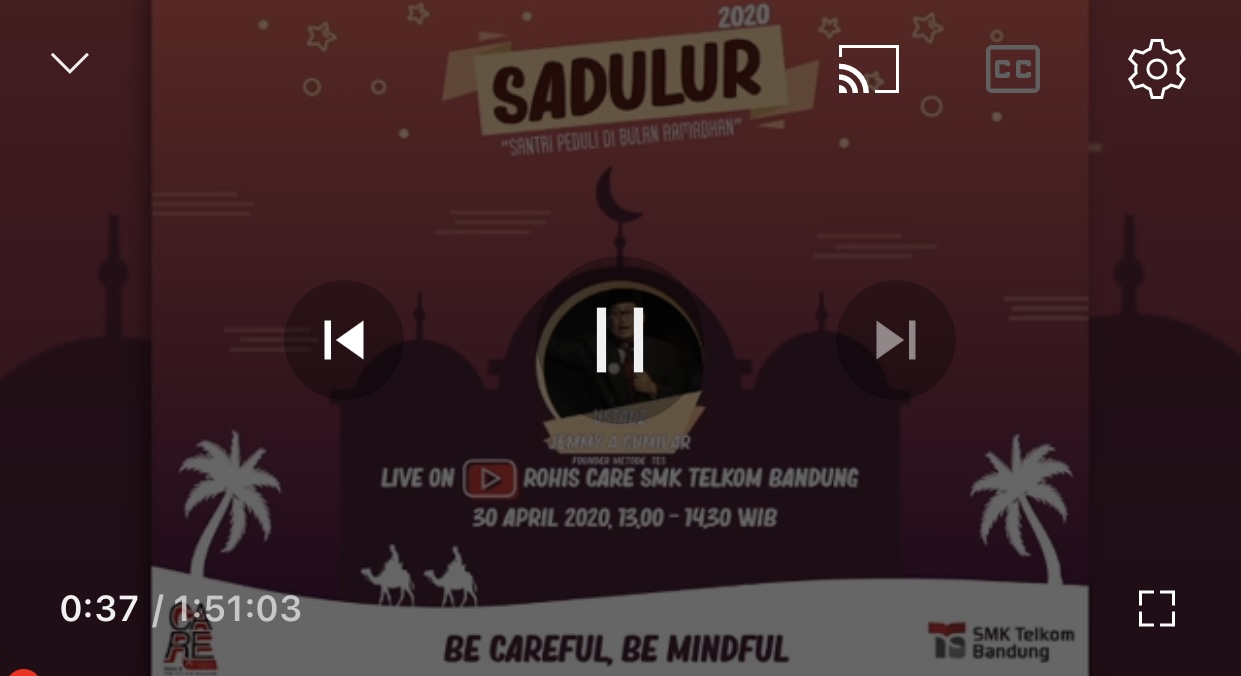 2020
SADULUR
"SANTRI PEDULI DI BULAN RAMADHAN"
CC
USTADZ
JEMMY A GUMILAR
FOUNDER METODE TES
LIVE ON ROHIS CARE SMK TELKOM BANDUNG
30 APRIL 2020, 13,00 - 14,30 WIB
0:37 / 1:51:03
CARE
BE CAREFUL, BE MINDFUL
SMK Telkom
Bandung